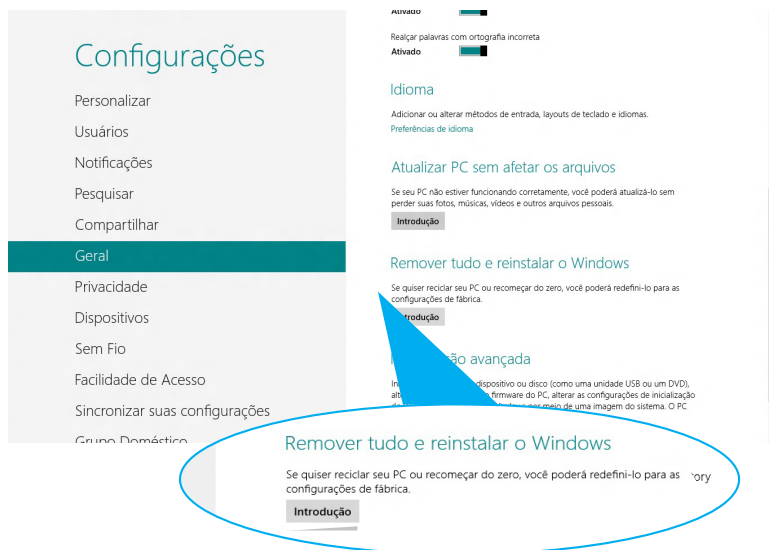 Configurações
Personalizar
Usuários
Notificações
Pesquisar
Compartilhar
Geral
Privacidade
Dispositivos
Sem Fio
Facilidade de Acesso
Sincronizar suas configurações
Grupo Doméstico
Ativado
Realçar palavras com ortografia incorreta
Ativado
Idioma
Adicionar ou alterar métodos de entrada, layouts de teclado e idiomas.
Preferências de idioma
Atualizar PC sem afetar os arquivos
Se seu PC não estiver funcionando corretamente, você poderá atualizá-lo sem
perder suas fotos, músicas, vídeos e outros arquivos pessoais.
Introdução
Remover tudo e reinstalar o Windows
Se quiser reciclar seu PC ou recomeçar do zero, você poderá redefini-lo para as
configurações de fábrica.
trodução
ão avançada
dispositivo ou disco (como uma unidade USB ou um DVD),
firmware do PC, alterar as configurações de inicialização
por meio de uma imagem do sistema. O PC
Remover tudo e reinstalar o Windows
Se quiser reciclar seu PC ou recomeçar do zero, você poderá redefini-lo para as
configurações de fábrica.
Introdução